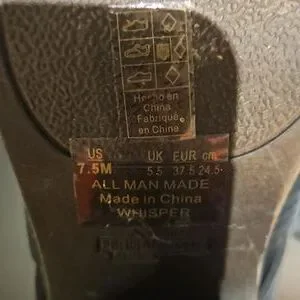 Hecho en
China
Fabriqué
en Chine
US UK EUR cm
7.5M 5.5 37.5 24.5
ALL MAN MADE
Made in China
WHISPER